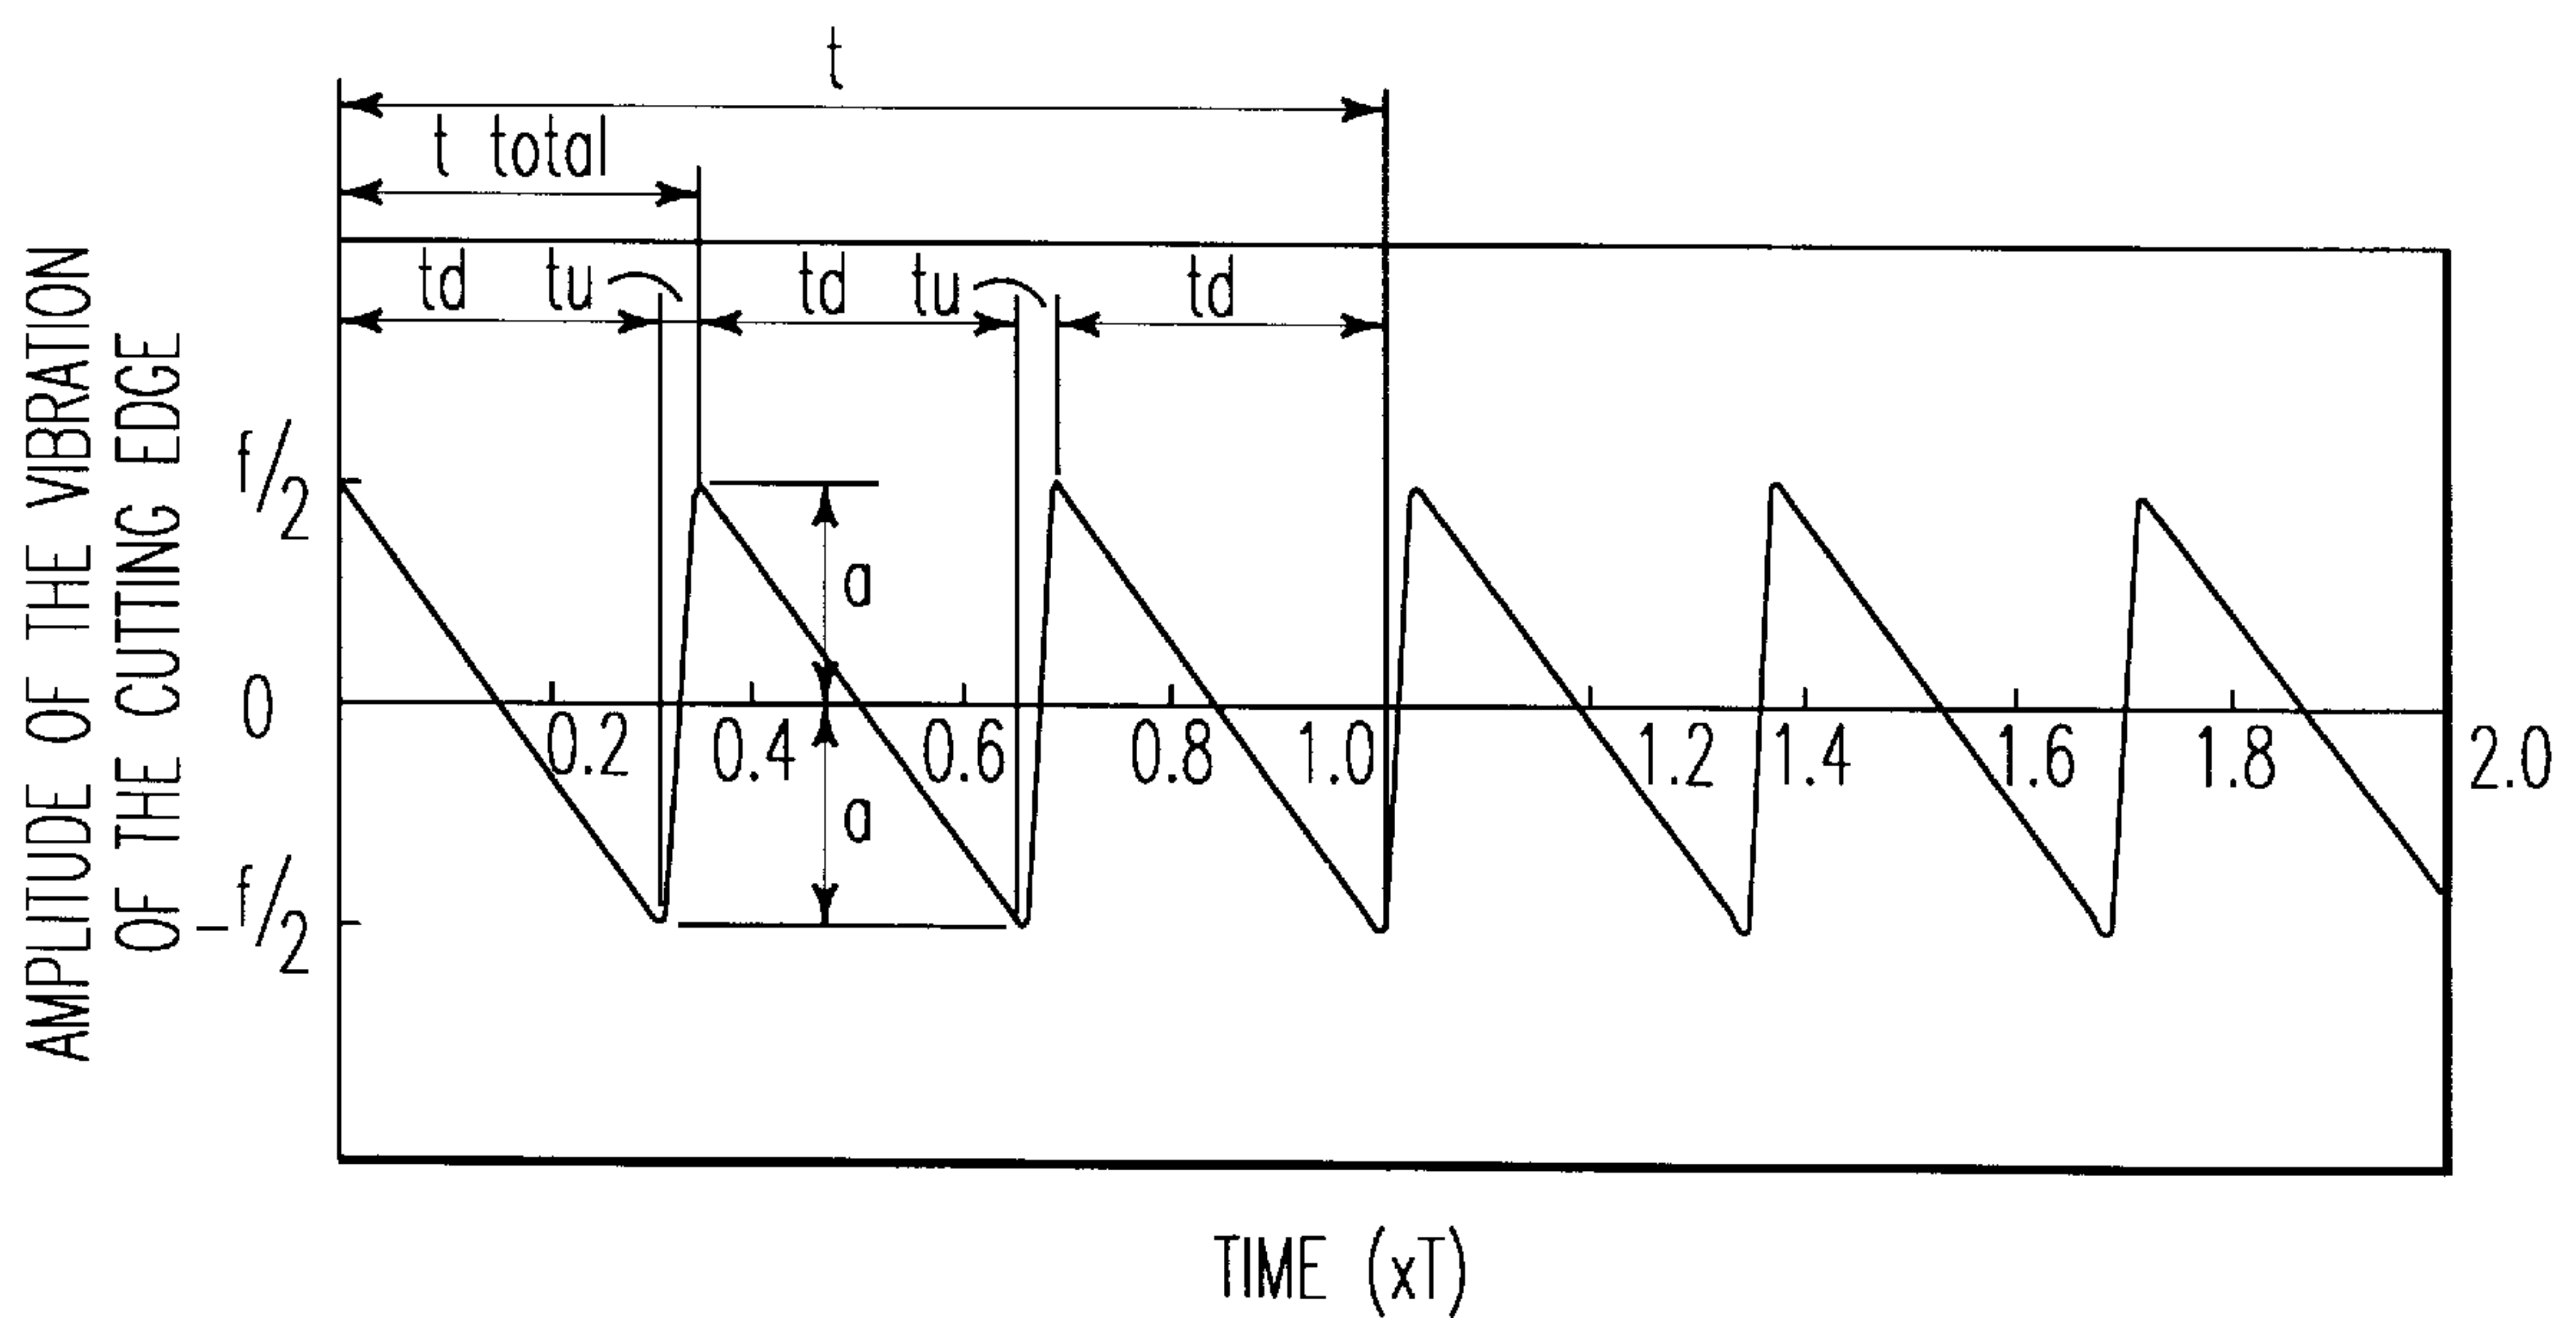 t
t total
td tu td tu td
AMPLITUDE OF THE VIBRATION
OF THE CUTTING EDGE
f/2
a
0
0.2 0.4 0.6 0.8 1.0 1.2 1.4 1.6 1.8 2.0
a
-f/2
TIME (xT)